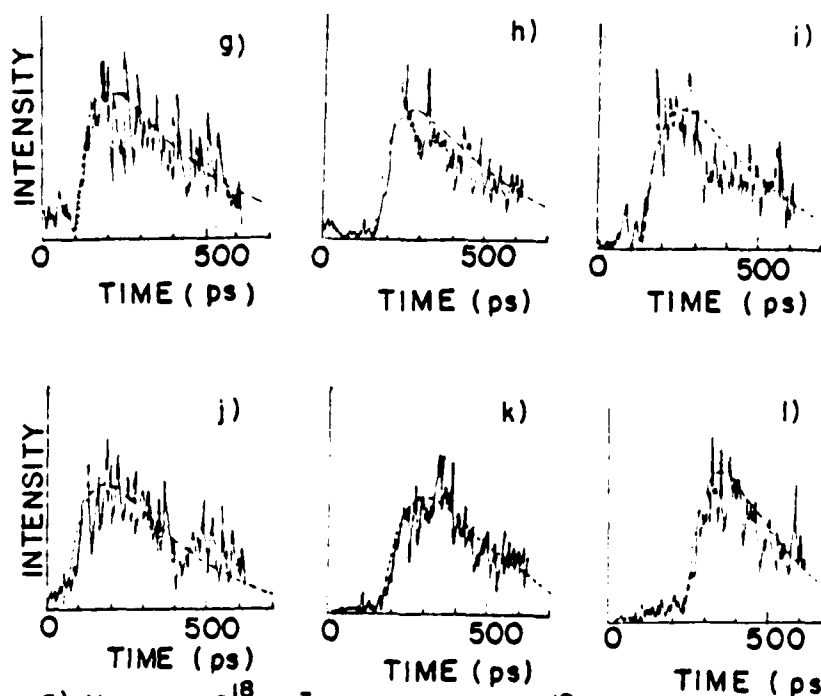 g) h) i)
INTENSITY
0 500 0 500 0 500
TIME (ps) TIME (ps) TIME (ps)
j) k) l)
INTENSITY
0 500 0 500 0 500
TIME (ps) TIME (ps) TIME (ps)
18